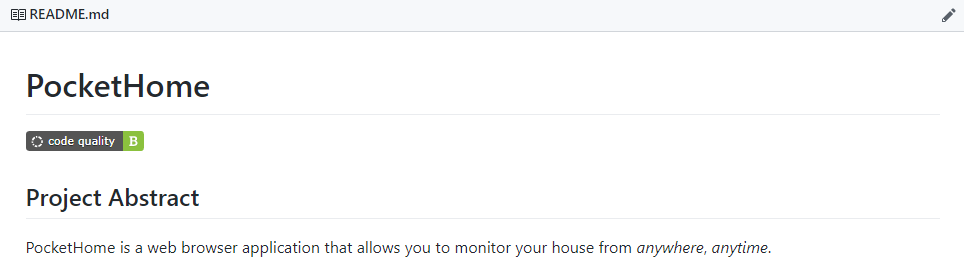 README.md
PocketHome
code quality B
Project Abstract
PocketHome is a web browser application that allows you to monitor your house from anywhere, anytime.